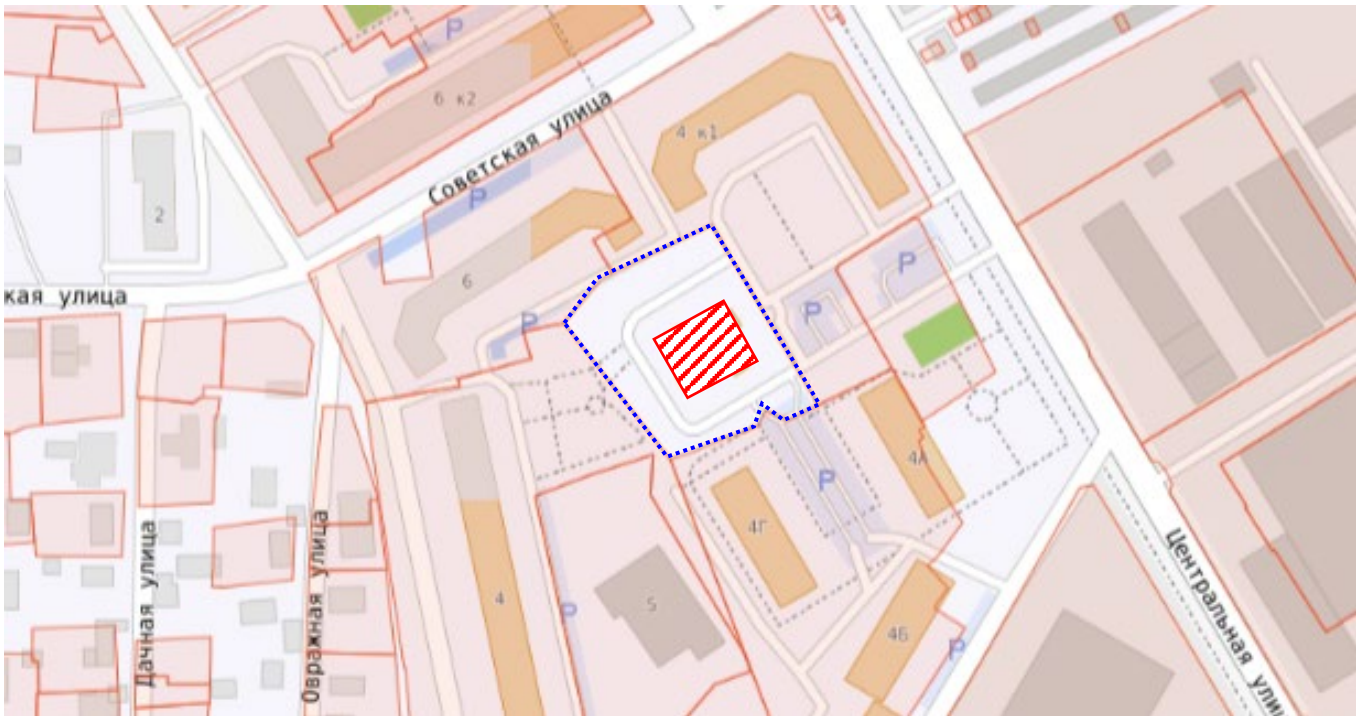 P
6 к2
Советская улица
4 к1
2
P
6
P
P
кая улица
P
4А
P
4Г
4
5
P
4Б
P
Дачная улица
Овражная улица
Центральная ули